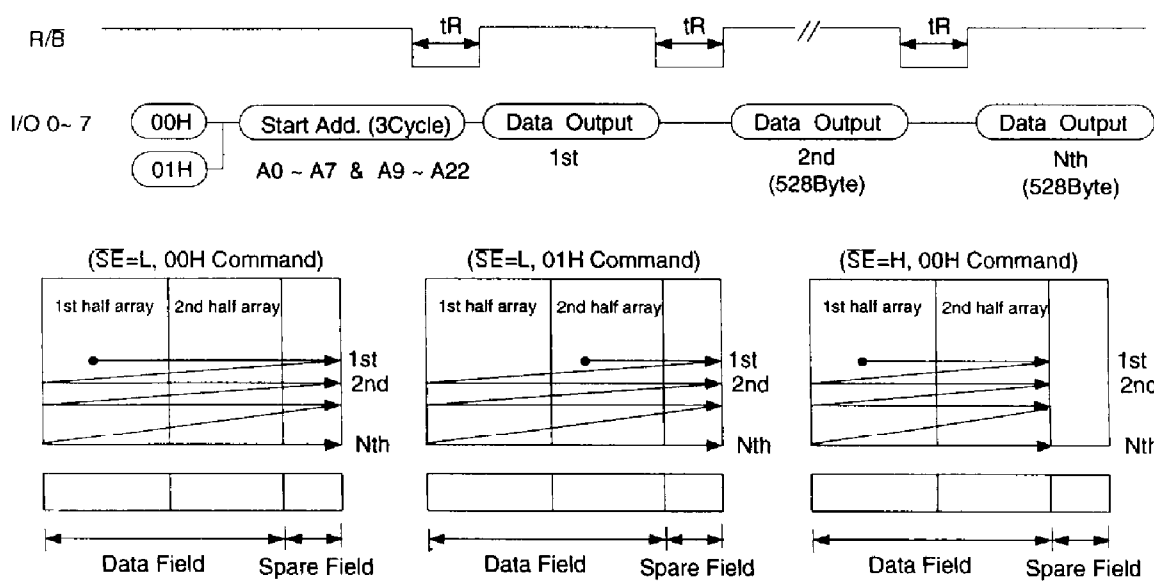 tR tR tR
R/B̅
I/O 0~ 7 00H Start Add. (3Cycle) Data Output Data Output Data Output
01H A0 ~ A7 & A9 ~ A22 1st 2nd Nth
(528Byte) (528Byte)
(S̅E̅=L, 00H Command) (S̅E̅=L, 01H Command) (S̅E̅=H, 00H Command)
1st half array 2nd half array 1st half array 2nd half array 1st half array 2nd half array
1st 1st 1st
2nd 2nd 2nd
Nth Nth Nth
Data Field Spare Field Data Field Spare Field Data Field Spare Field